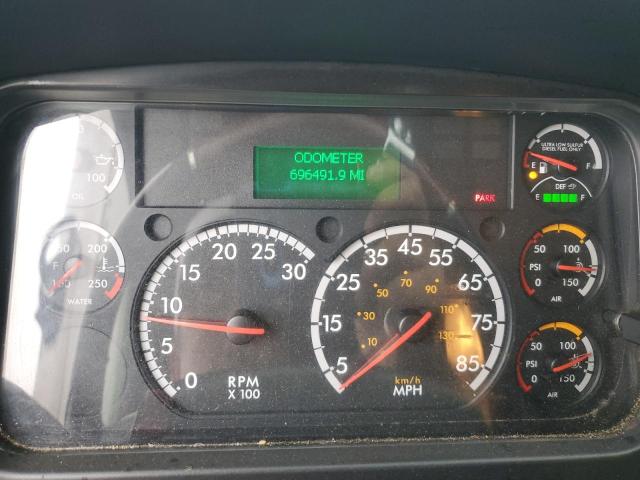 ODOMETER
696491.9 MI
PARK
100
OIL
50
200
F
150
250
WATER
0
5
10
15
20
25
30
RPM
X 100
5
15
25
35
45
55
65
75
85
10
30
50
70
90
110
130
km/h
MPH
ULTRA LOW SULFUR
DIESEL FUEL ONLY
E
F
DEF
E
F
50
100
PSI
0
150
AIR
50
100
PSI
0
150
AIR